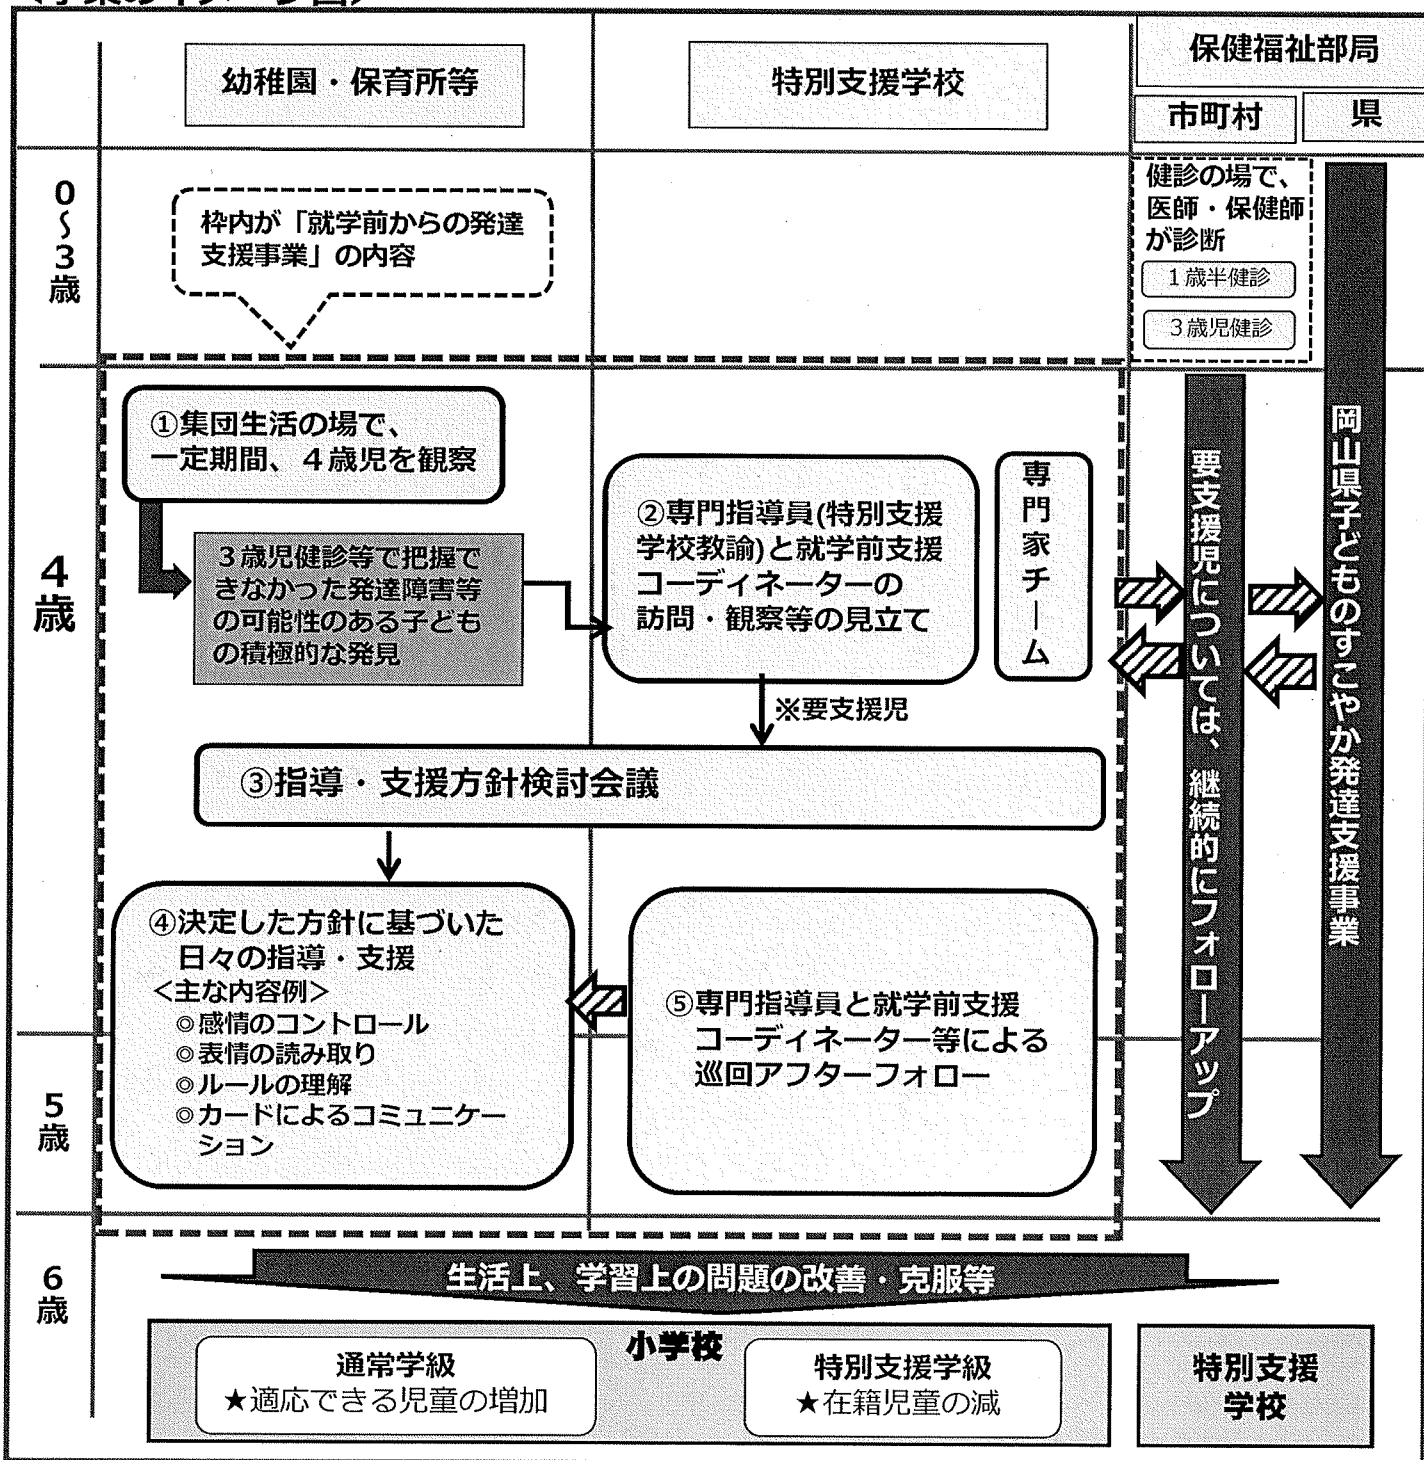 <事業のイメージ図>
幼稚園・保育所等
特別支援学校
保健福祉部局
市町村
県
0~3歳
枠内が「就学前からの発達
支援事業」の内容
健診の場で、
医師・保健師
が診断
1歳半健診
3歳児健診
4歳
①集団生活の場で、
一定期間、4歳児を観察
3歳児健診等で把握で
きなかった発達障害等
の可能性のある子ども
の積極的な発見
②専門指導員(特別支援
学校教諭)と就学前支援
コーディネーターの
訪問・観察等の見立て
専門家チーム
※要支援児
③指導・支援方針検討会議
④決定した方針に基づいた
日々の指導・支援
<主な内容例>
◎感情のコントロール
◎表情の読み取り
◎ルールの理解
◎カードによるコミュニケー
ション
⑤専門指導員と就学前支援
コーディネーター等による
巡回アフターフォロー
要支援児については、継続的にフォローアップ
岡山県子どものすこやか発達支援事業
5歳
6歳
生活上、学習上の問題の改善・克服等
小学校
通常学級
★適応できる児童の増加
特別支援学級
★在籍児童の減
特別支援
学校